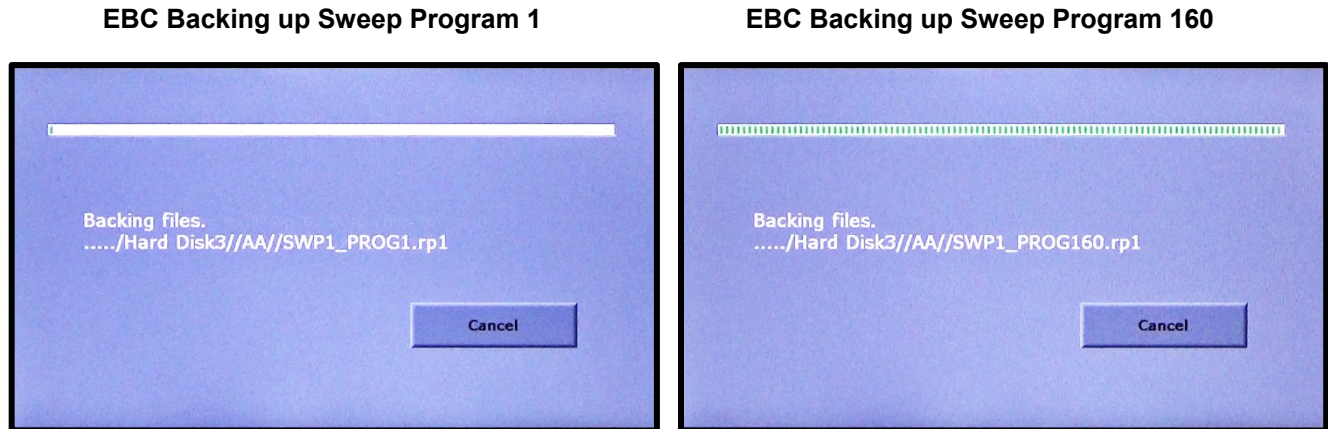 EBC Backing up Sweep Program 1
EBC Backing up Sweep Program 160
Backing files.
...../Hard Disk3//AA//SWP1_PROG1.rp1
Cancel
Backing files.
...../Hard Disk3//AA//SWP1_PROG160.rp1
Cancel